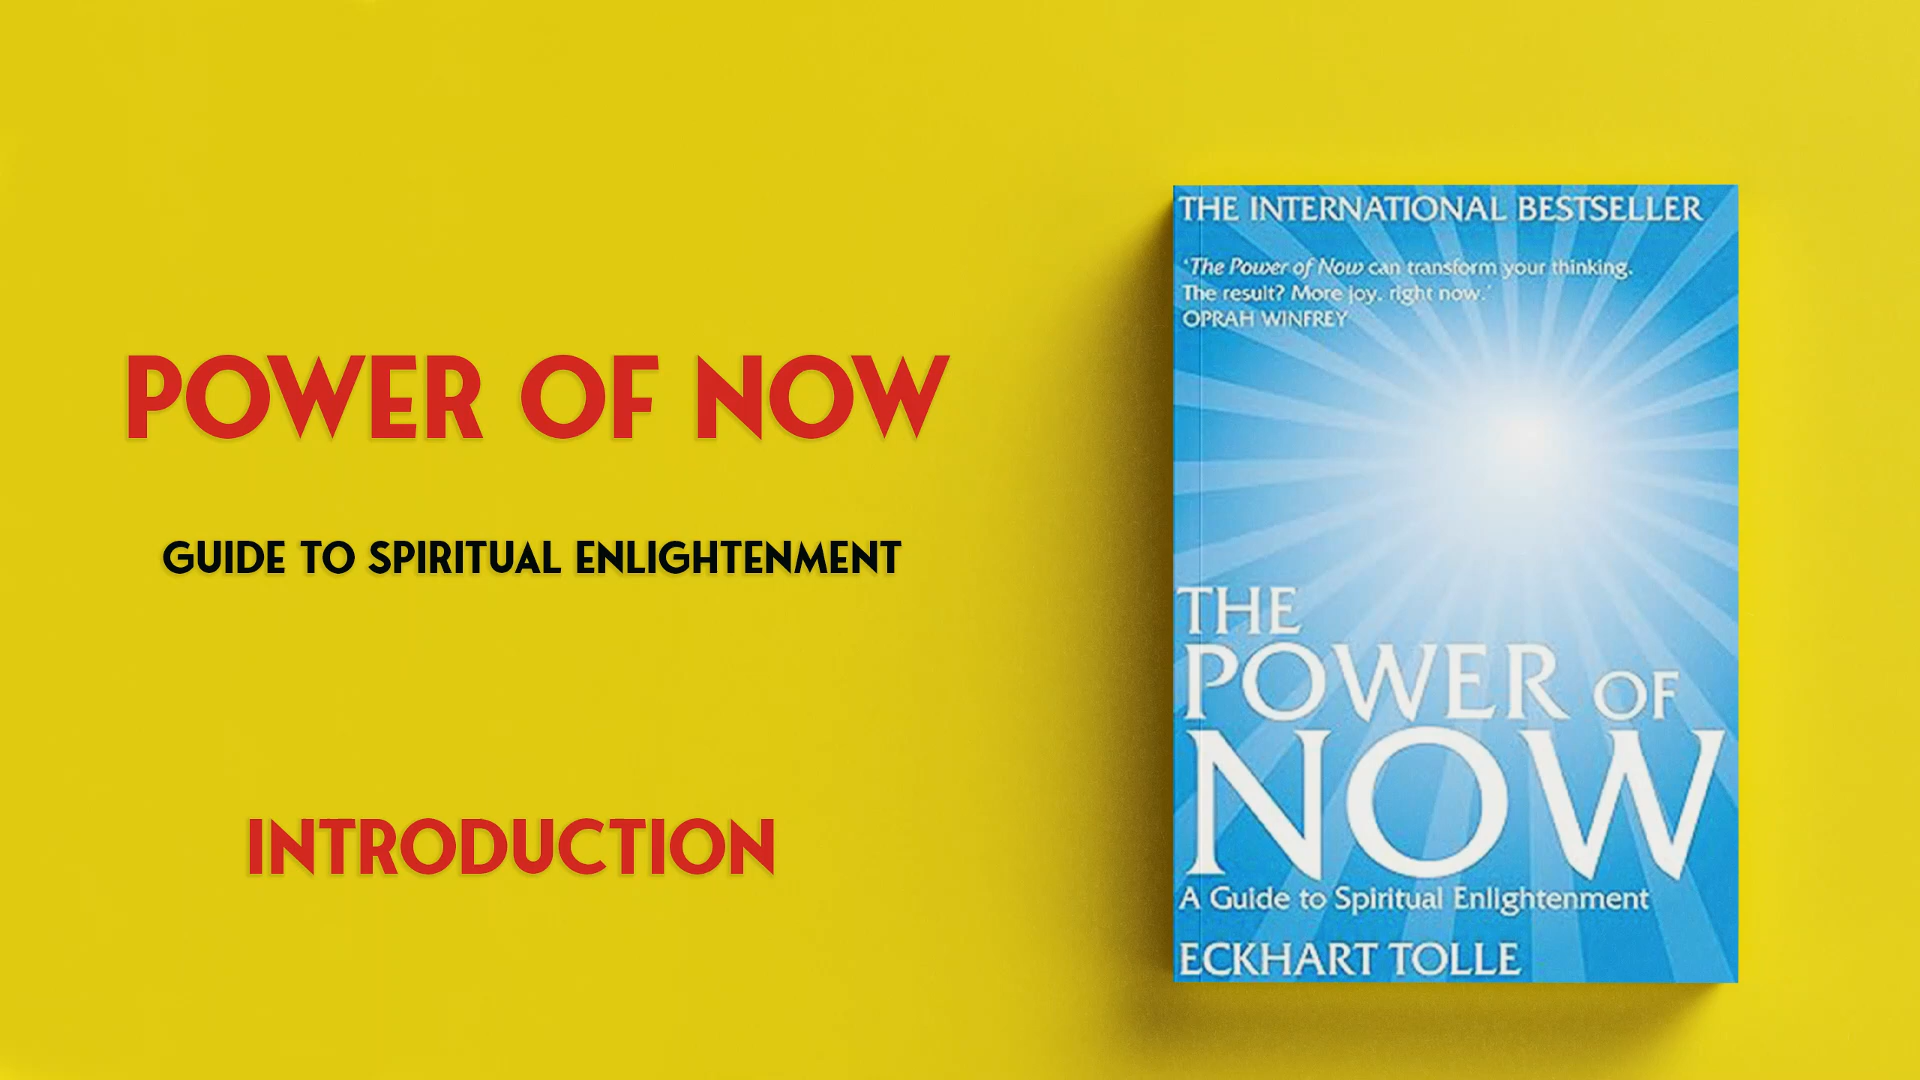 POWER OF NOW
GUIDE TO SPIRITUAL ENLIGHTENMENT
INTRODUCTION
THE INTERNATIONAL BESTSELLER
'The Power of Now can transform your thinking.
The result? More joy, right now.'
OPRAH WINFREY
THE
POWER OF
NOW
A Guide to Spiritual Enlightenment
ECKHART TOLLE